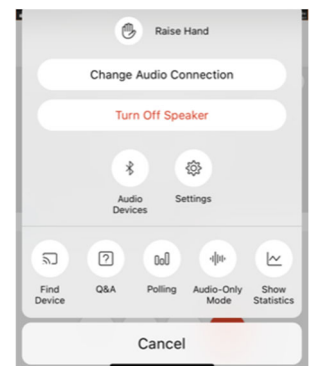 Raise Hand
Change Audio Connection
Turn Off Speaker
Audio
Devices
Settings
Find
Device
Q&A
Polling
Audio-Only
Mode
Show
Statistics
Cancel